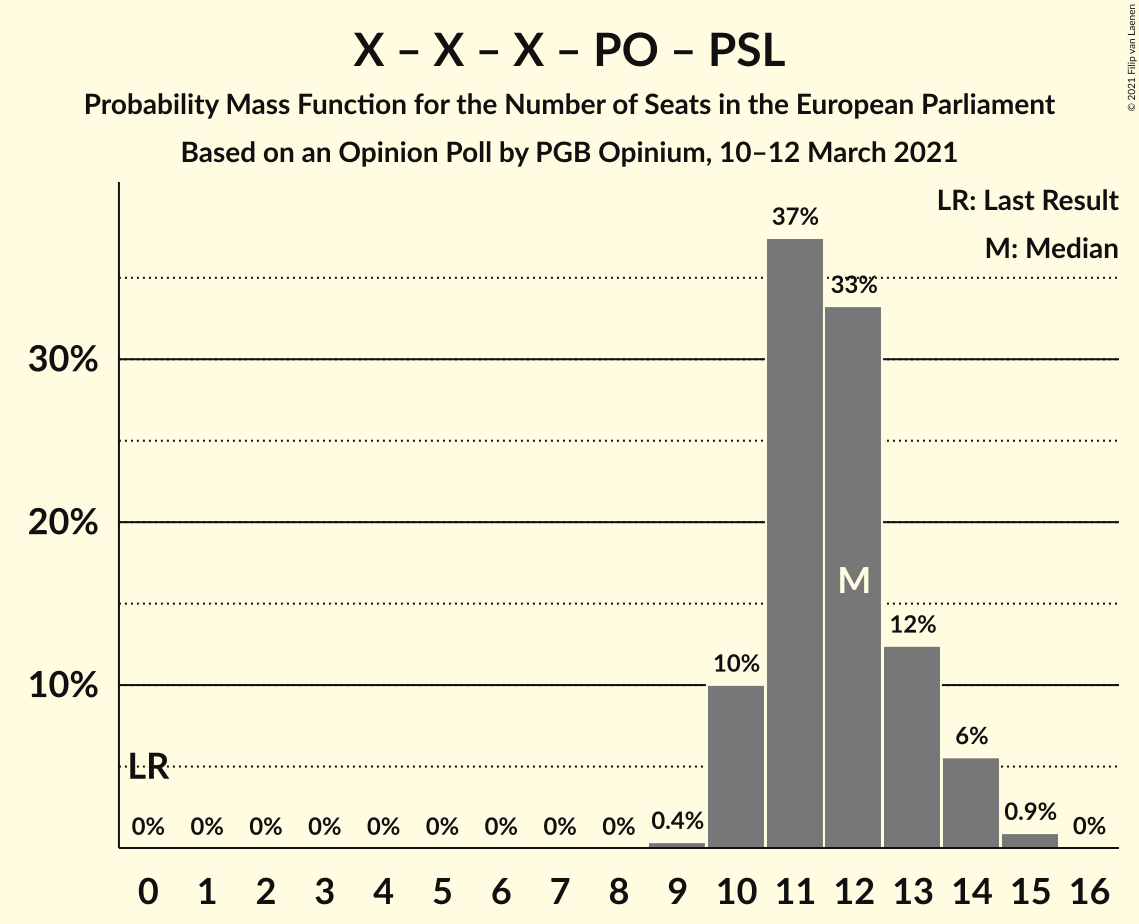 X – X – X – PO – PSL
Probability Mass Function for the Number of Seats in the European Parliament
Based on an Opinion Poll by PGB Opinium, 10–12 March 2021
© 2021 Filip van Laenen
LR: Last Result
M: Median
37%
33%
30%
20%
M
12%
10%
10%
6%
LR
0% 0% 0% 0% 0% 0% 0% 0% 0% 0.4% 0.9% 0%
0 1 2 3 4 5 6 7 8 9 10 11 12 13 14 15 16